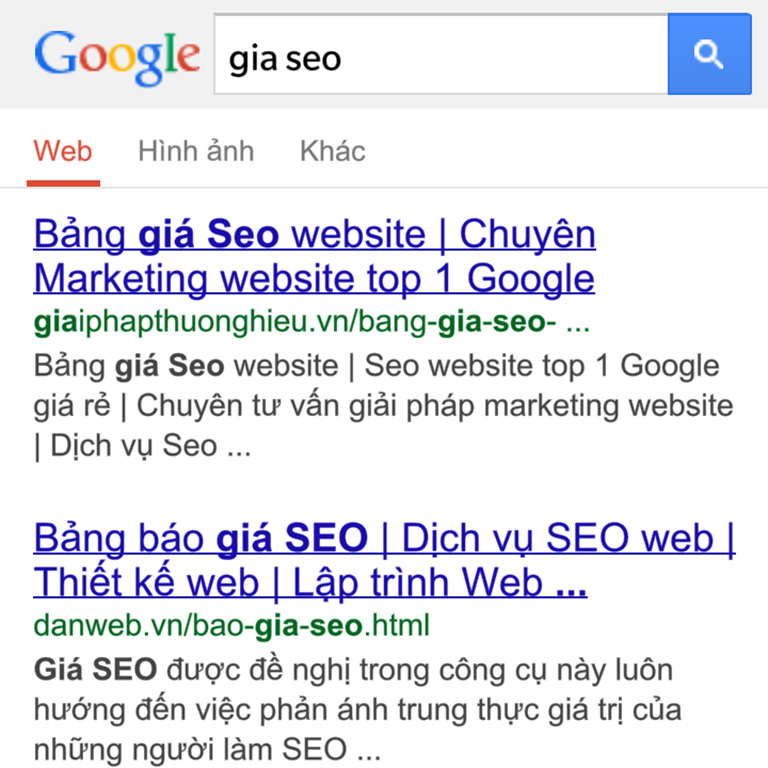 Google gia seo
Web Hình ảnh Khác
Bảng giá Seo website | Chuyên
Marketing website top 1 Google
giaiphapthuonghieu.vn/bang-gia-seo- ...
Bảng giá Seo website | Seo website top 1 Google
giá rẻ | Chuyên tư vấn giải pháp marketing website
| Dịch vụ Seo ...
Bảng báo giá SEO | Dịch vụ SEO web |
Thiết kế web | Lập trình Web ...
danweb.vn/bao-gia-seo.html
Giá SEO được đề nghị trong công cụ này luôn
hướng đến việc phản ánh trung thực giá trị của
những người làm SEO ...